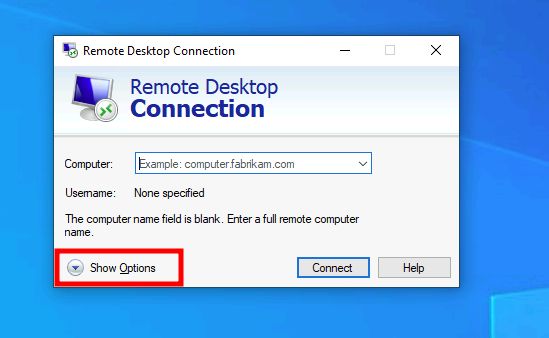 Remote Desktop Connection
Remote Desktop
Connection
Computer:
Example: computer.fabrikam.com
Username:
None specified
The computer name field is blank. Enter a full remote computer
name.
Show Options
Connect
Help